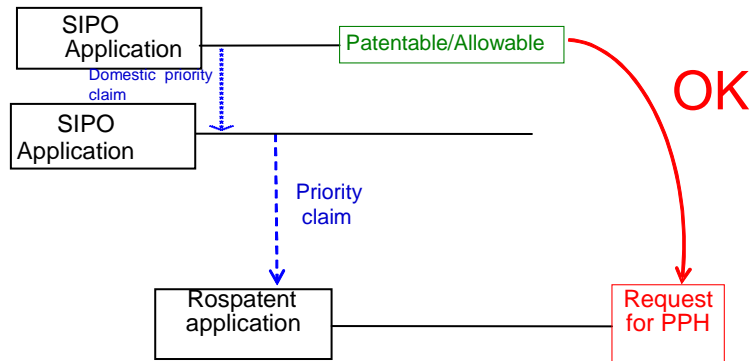 SIPO
Application
Patentable/Allowable
OK
Domestic priority
claim
SIPO
Application
Priority
claim
Rospatent
application
Request
for PPH